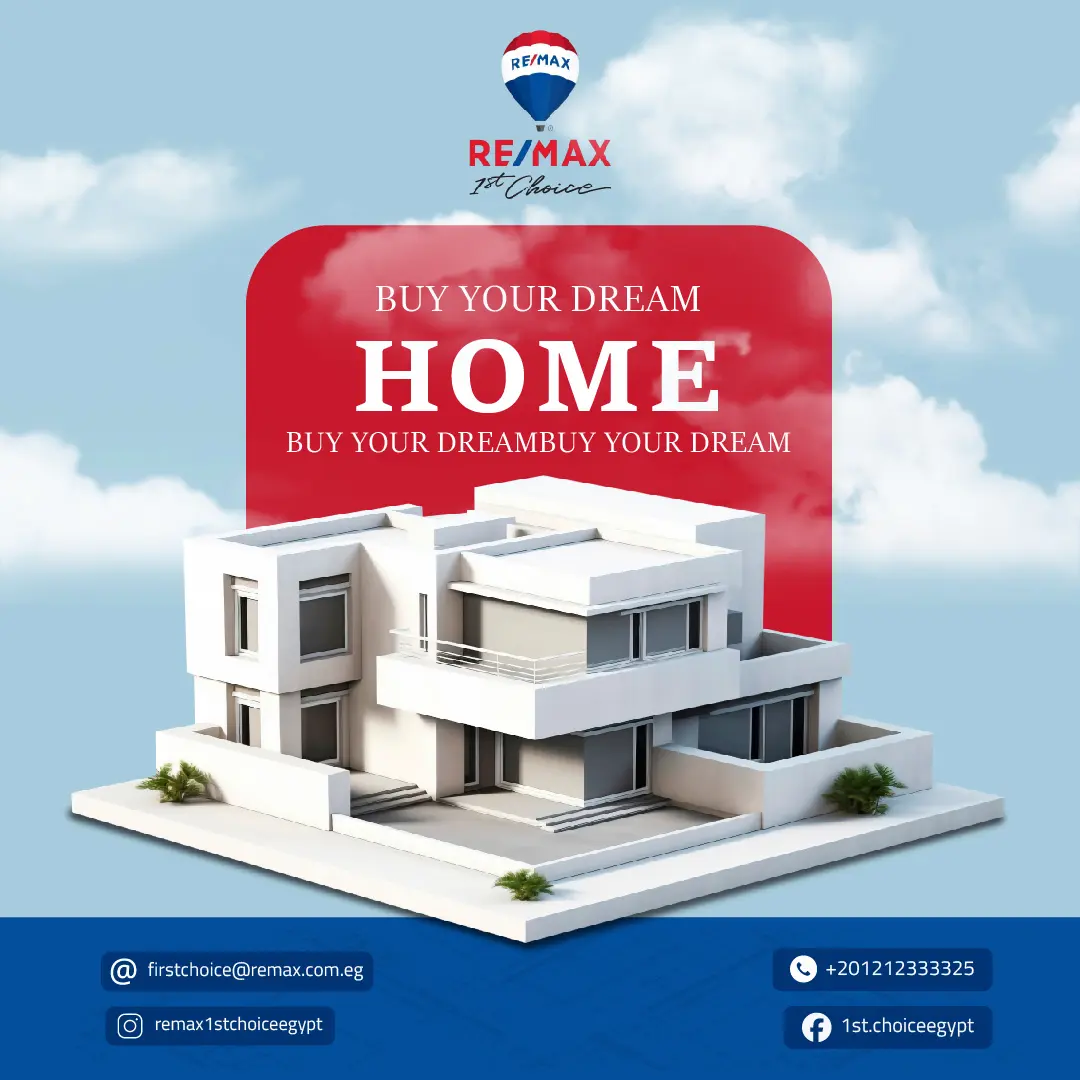 RE/MAX
RE/MAX
1st Choice
BUY YOUR DREAM
HOME
BUY YOUR DREAMBUY YOUR DREAM
@ firstchoice@remax.com.eg
+201212333325
remax1stchoiceegypt
1st.choiceegypt